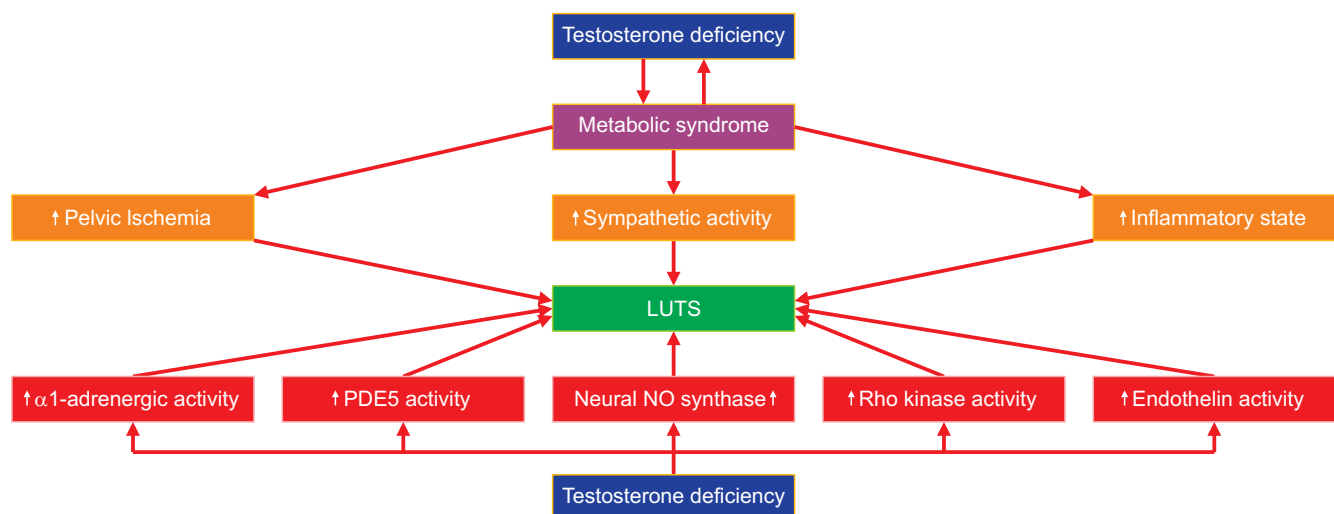 Testosterone deficiency
Metabolic syndrome
↑Pelvic Ischemia
↑Sympathetic activity
↑Inflammatory state
LUTS
↑α1-adrenergic activity
↑PDE5 activity
Neural NO synthase↑
↑Rho kinase activity
↑Endothelin activity
Testosterone deficiency